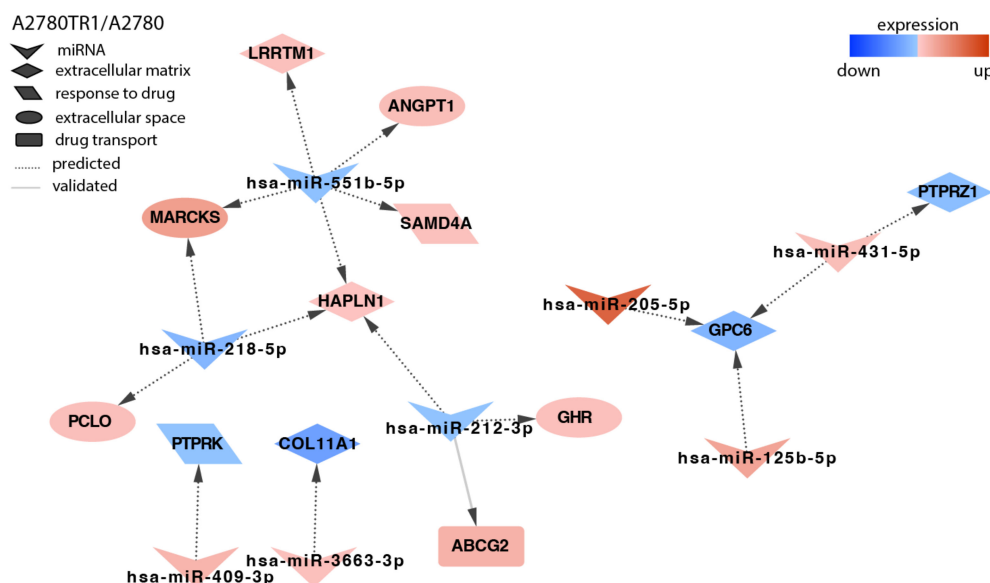 A2780TR1/A2780
miRNA
extracellular matrix
response to drug
extracellular space
drug transport
predicted
validated
expression
down
up
LRRTM1
ANGPT1
hsa-miR-551b-5p
MARCKS
SAMD4A
PTPRZ1
hsa-miR-431-5p
HAPLN1
hsa-miR-205-5p
GPC6
hsa-miR-218-5p
PCLO
PTPRK
COL11A1
hsa-miR-212-3p
GHR
hsa-miR-125b-5p
ABCG2
hsa-miR-409-3p
hsa-miR-3663-3p